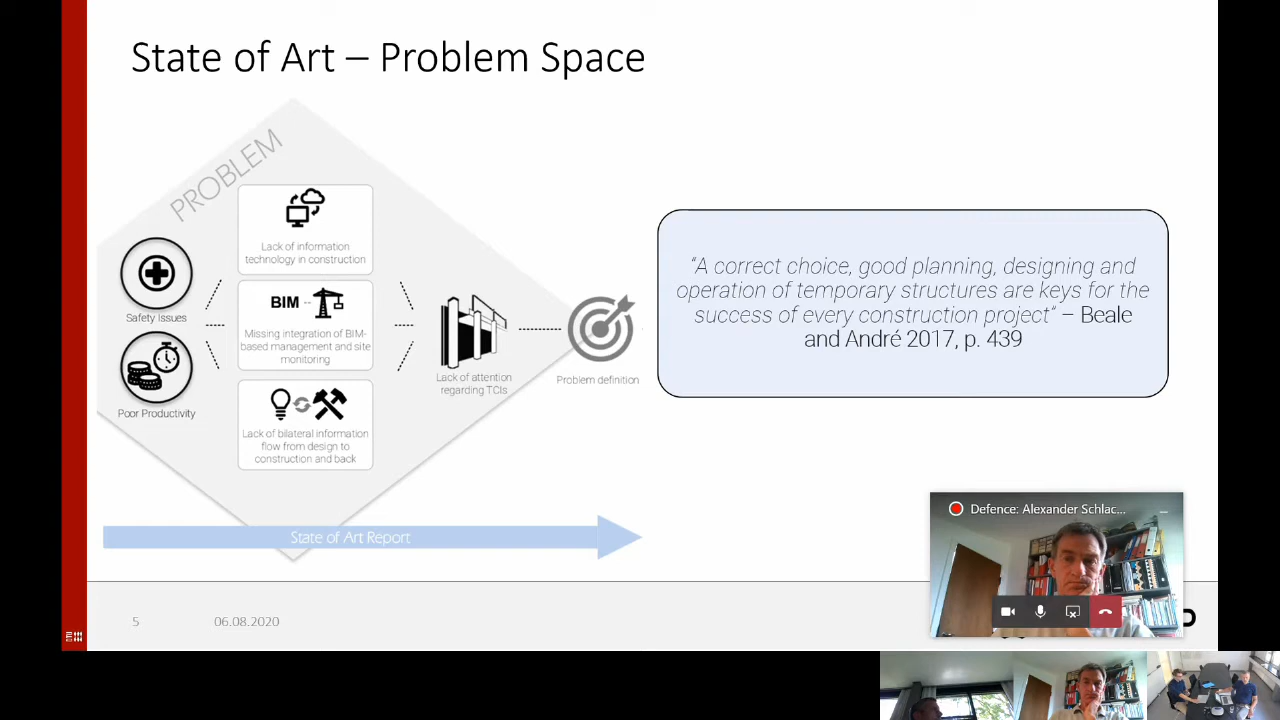 State of Art – Problem Space
PROBLEM
Lack of information
technology in construction
BIM
Missing integration of BIM-
based management and site
monitoring
Lack of bilateral information
flow from design to
construction and back
Safety Issues
Poor Productivity
Lack of attention
regarding TCIs
Problem definition
State of Art Report
“A correct choice, good planning, designing and
operation of temporary structures are keys for the
success of every construction project” – Beale
and André 2017, p. 439
Defence: Alexander Schlac...
5
06.08.2020